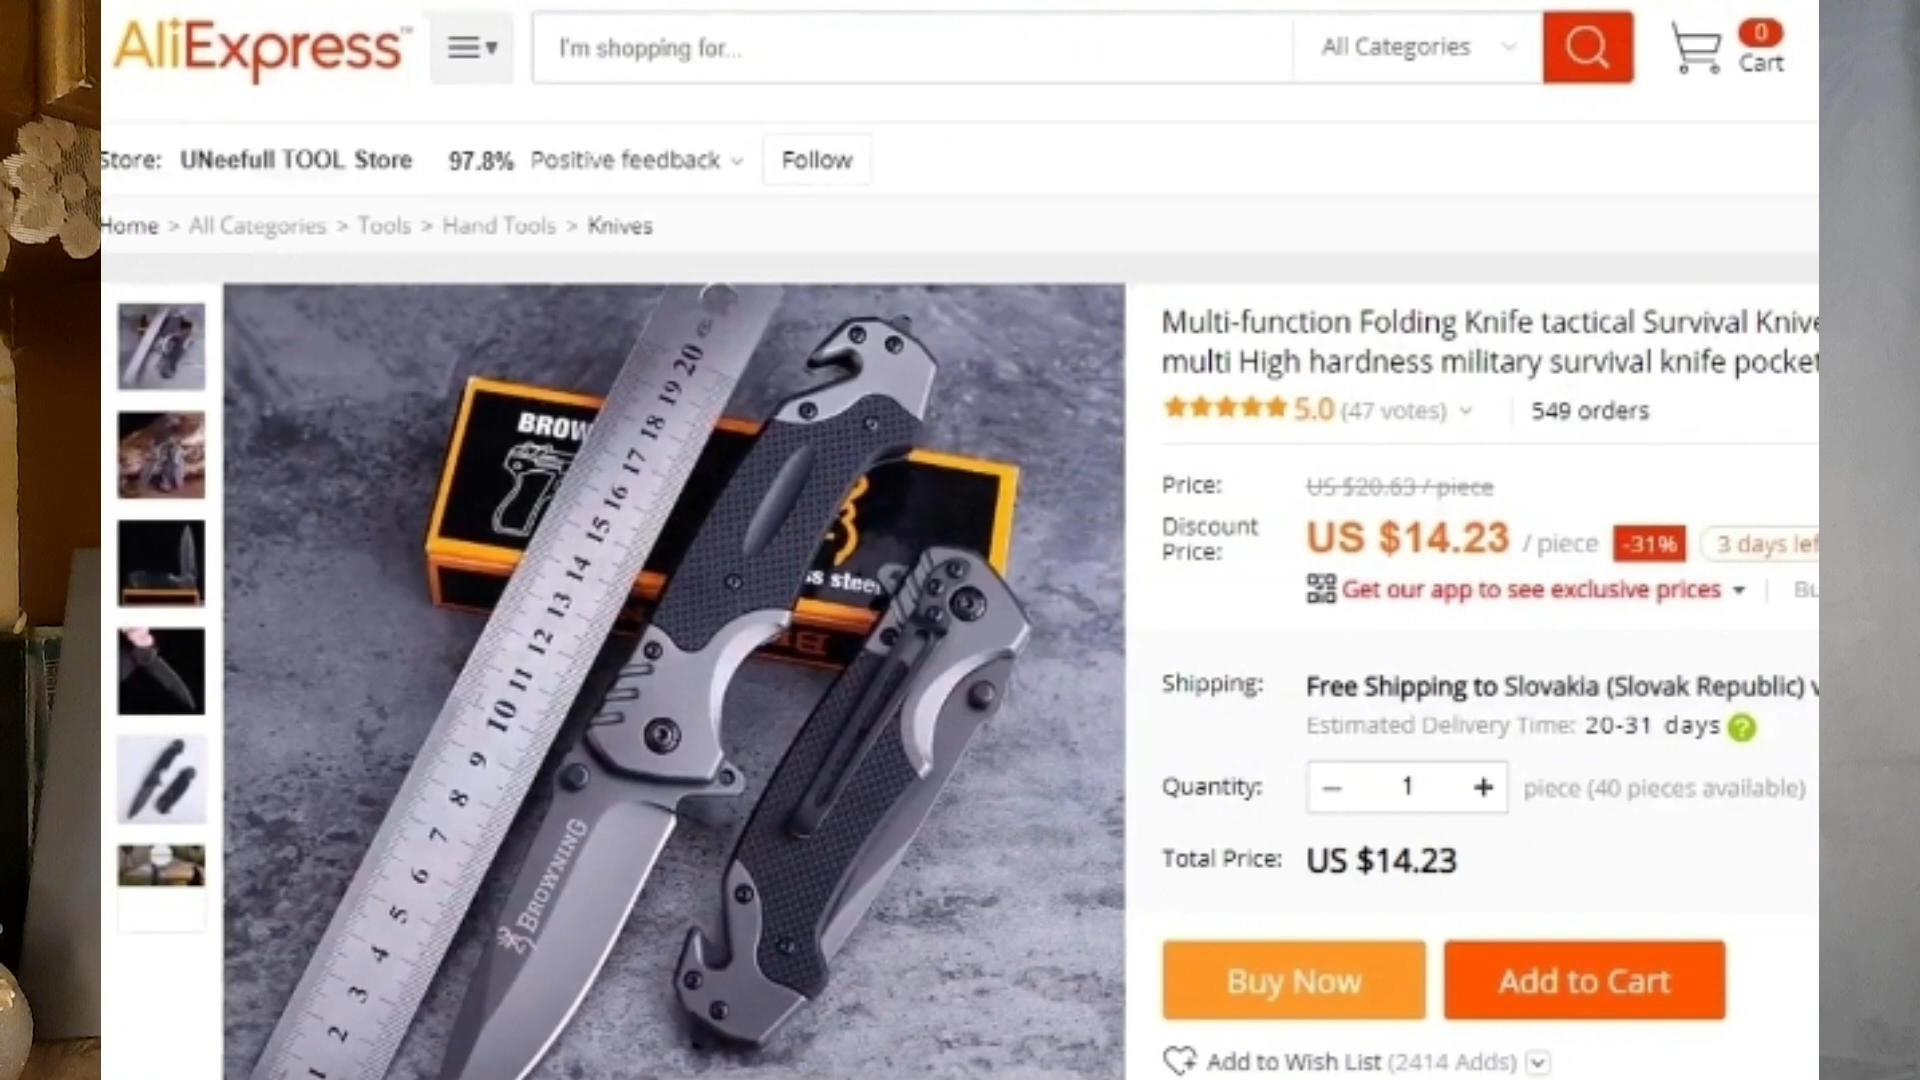 AliExpress™
I'm shopping for...
All Categories
0
Cart
Store: UNeefull TOOL Store 97.8% Positive feedback Follow
Home > All Categories > Tools > Hand Tools > Knives
Multi-function Folding Knife tactical Survival Knive
multi High hardness military survival knife pocket
5.0 (47 votes) 549 orders
Price: US $20.63 / piece
Discount
Price: US $14.23 / piece -31% 3 days lef
Get our app to see exclusive prices Bu
Shipping: Free Shipping to Slovakia (Slovak Republic) v
Estimated Delivery Time: 20-31 days ?
Quantity: − 1 + piece (40 pieces available)
Total Price: US $14.23
Buy Now Add to Cart
Add to Wish List (2414 Adds)
BROW
ss stee
20
19
18
17
16
15
14
13
12
11
10
9
8
7
6
5
4
3
2
1
BROWNING